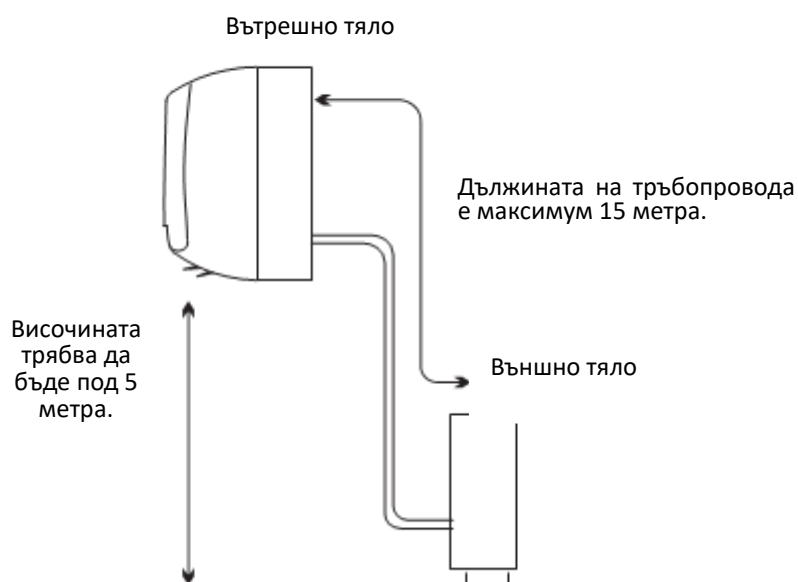 Вътрешно тяло
Дължината на тръбопровода
е максимум 15 метра.
Височината
трябва да
бъде под 5
метра.
Външно тяло